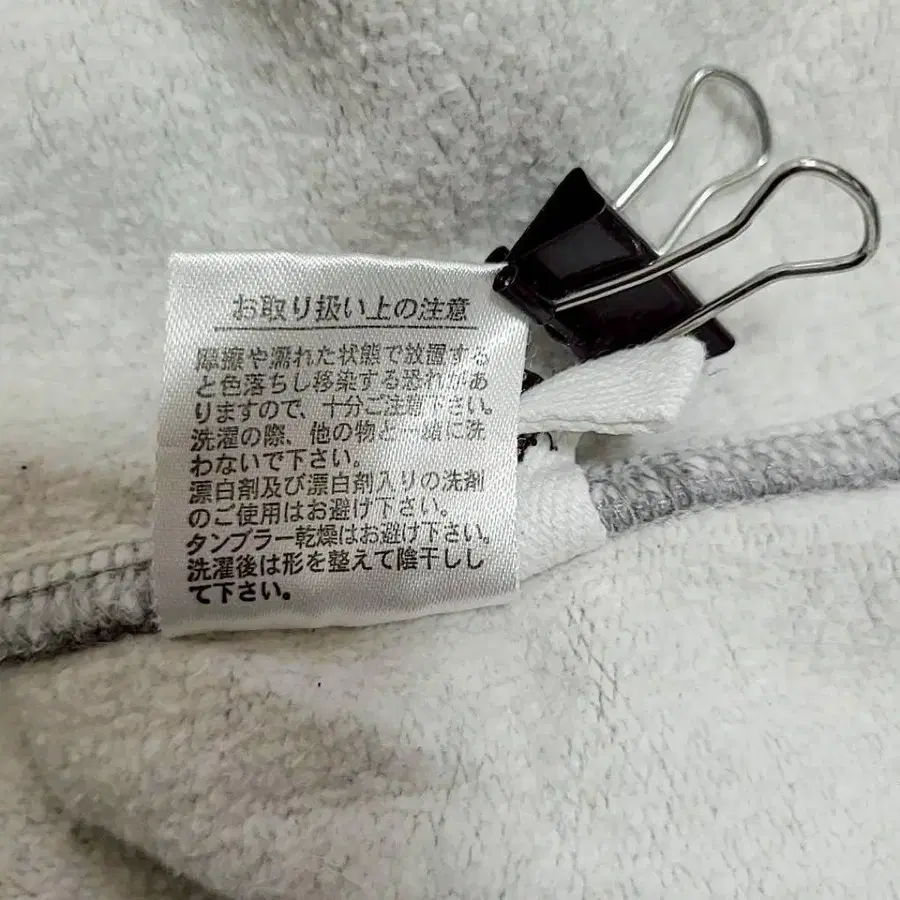 お取り扱い上の注意
摩擦や濡れた状態で放置する
と色落ちし移染する恐れがあ
りますので、十分ご注意下さい。
洗濯の際、他の物と一緒に洗
わないで下さい。
漂白剤及び漂白剤入りの洗剤
のご使用はお避け下さい。
タンブラー乾燥はお避け下さい。
洗濯後は形を整えて陰干しし
て下さい。